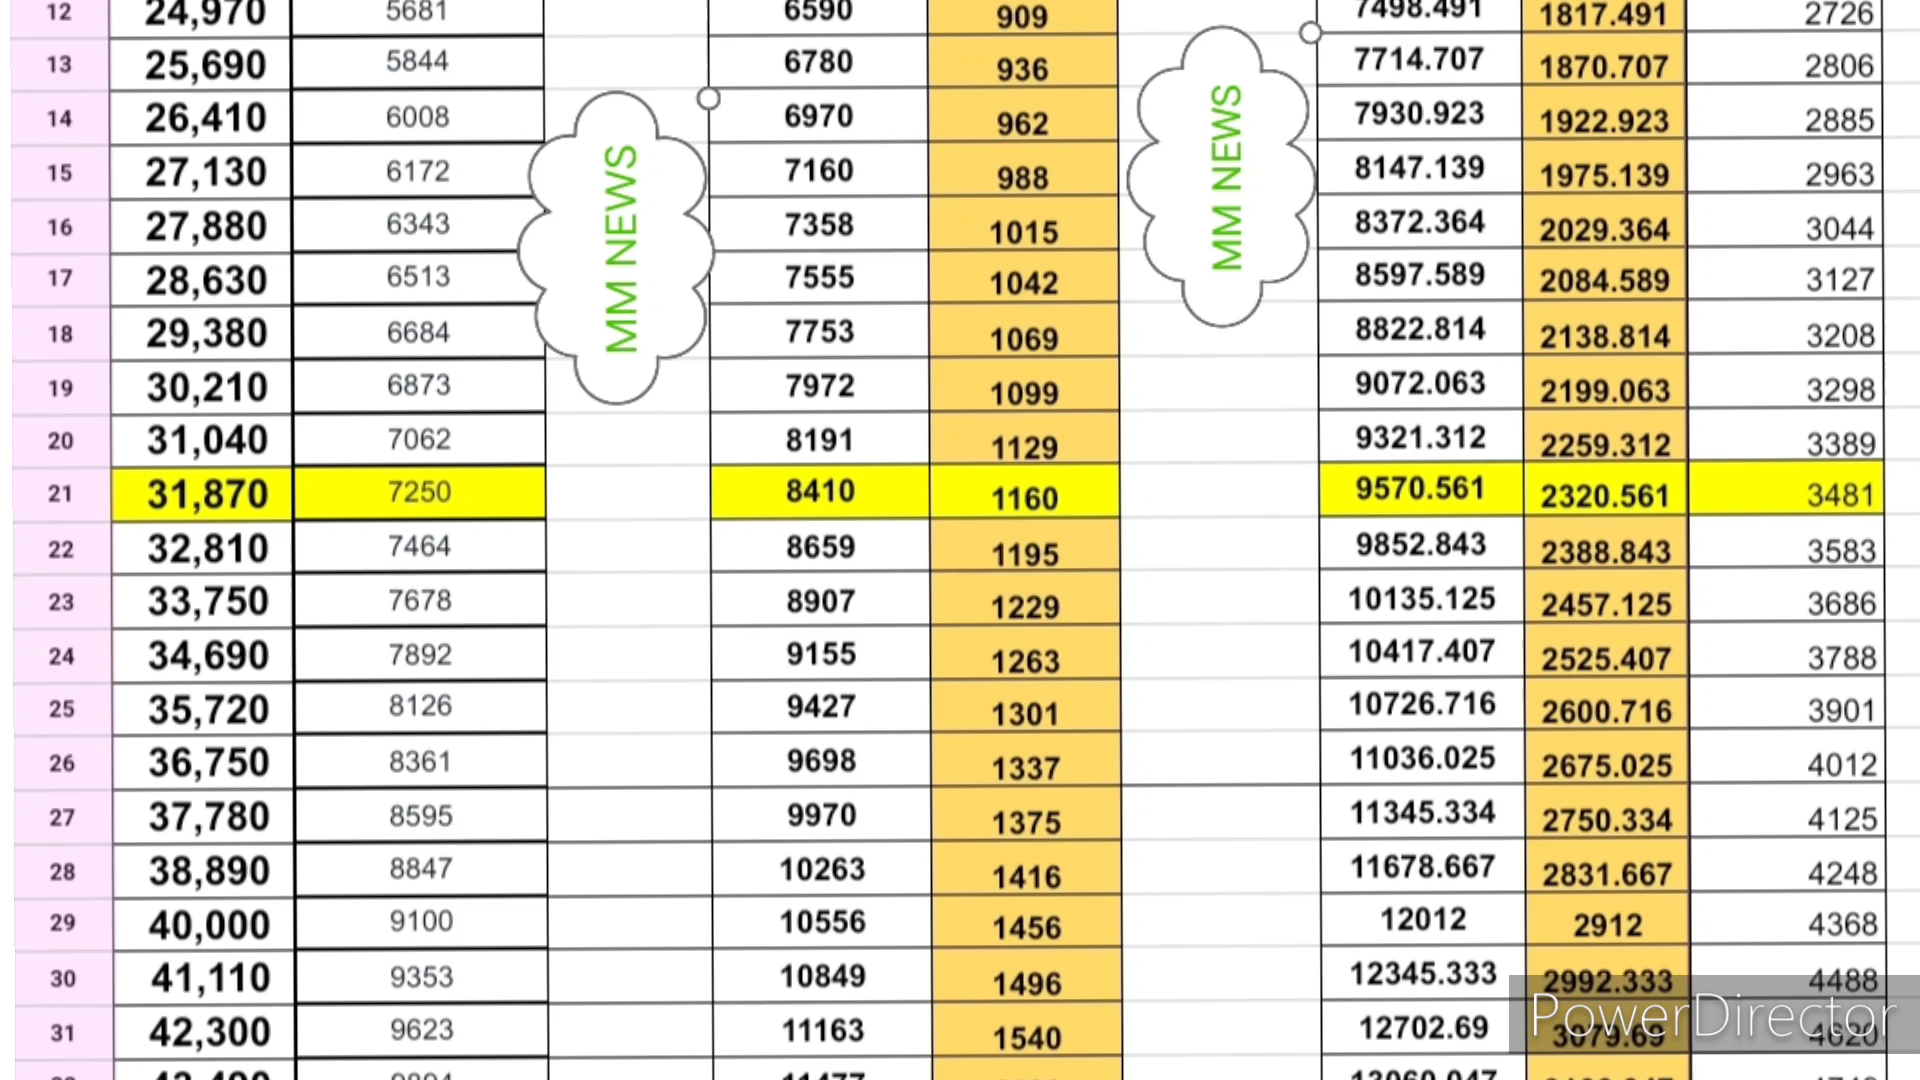 12 24,970 5681 6590 909 7498.491 1817.491 2726
13 25,690 5844 6780 936 7714.707 1870.707 2806
14 26,410 6008 6970 962 7930.923 1922.923 2885
15 27,130 6172 7160 988 8147.139 1975.139 2963
16 27,880 6343 7358 1015 8372.364 2029.364 3044
17 28,630 6513 7555 1042 8597.589 2084.589 3127
18 29,380 6684 7753 1069 8822.814 2138.814 3208
19 30,210 6873 7972 1099 9072.063 2199.063 3298
20 31,040 7062 8191 1129 9321.312 2259.312 3389
21 31,870 7250 8410 1160 9570.561 2320.561 3481
22 32,810 7464 8659 1195 9852.843 2388.843 3583
23 33,750 7678 8907 1229 10135.125 2457.125 3686
24 34,690 7892 9155 1263 10417.407 2525.407 3788
25 35,720 8126 9427 1301 10726.716 2600.716 3901
26 36,750 8361 9698 1337 11036.025 2675.025 4012
27 37,780 8595 9970 1375 11345.334 2750.334 4125
28 38,890 8847 10263 1416 11678.667 2831.667 4248
29 40,000 9100 10556 1456 12012 2912 4368
30 41,110 9353 10849 1496 12345.333 2992.333 4488
31 42,300 9623 11163 1540 12702.69 3079.69 4620
MM NEWS
MM NEWS
PowerDirector